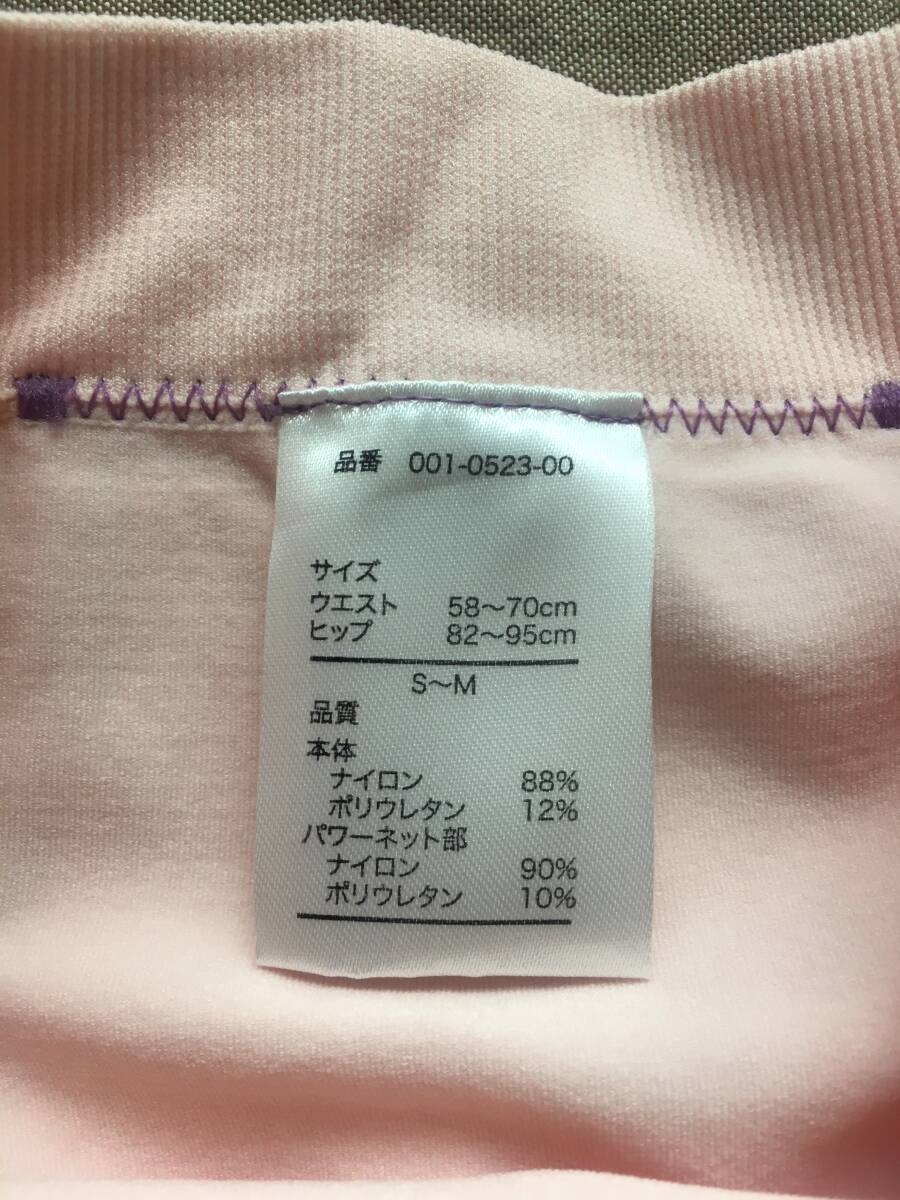 品番 001-0523-00
サイズ
ウエスト 58～70cm
ヒップ 82～95cm
S～M
品質
本体
ナイロン 88%
ポリウレタン 12%
パワーネット部
ナイロン 90%
ポリウレタン 10%